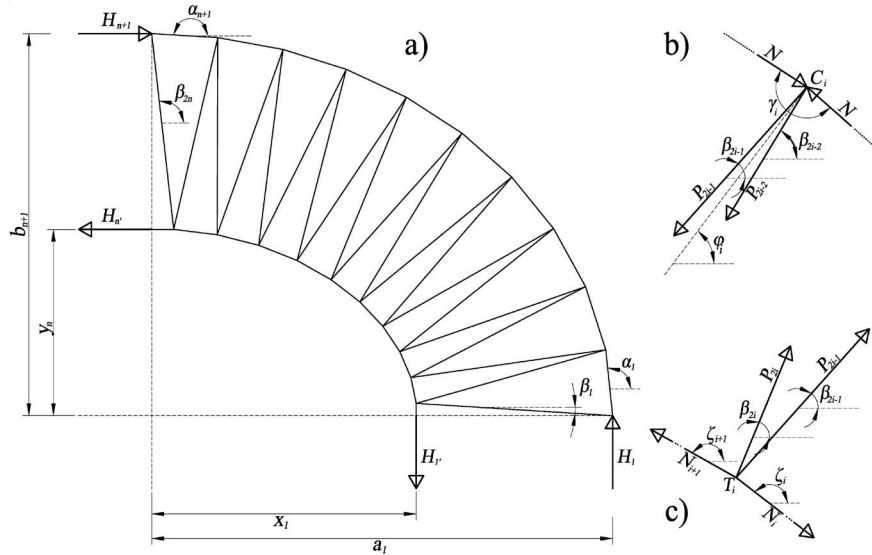 H_{n+1}
α_{n+1}
a)
β_{2n}
b_{n+1}
H_{n'}
y_n
α_1
β_1
H_{1'}
H_1
x_1
a_1
b)
N
C_i
γ_i
N
β_{2i-1}
β_{2i-2}
P_{2i-1}
P_{2i-2}
φ_i
P_{2i}
P_{2i-1}
β_{2i}
β_{2i-1}
ζ_{i+1}
N_{i+1}
T_i
ζ_i
N_i
c)